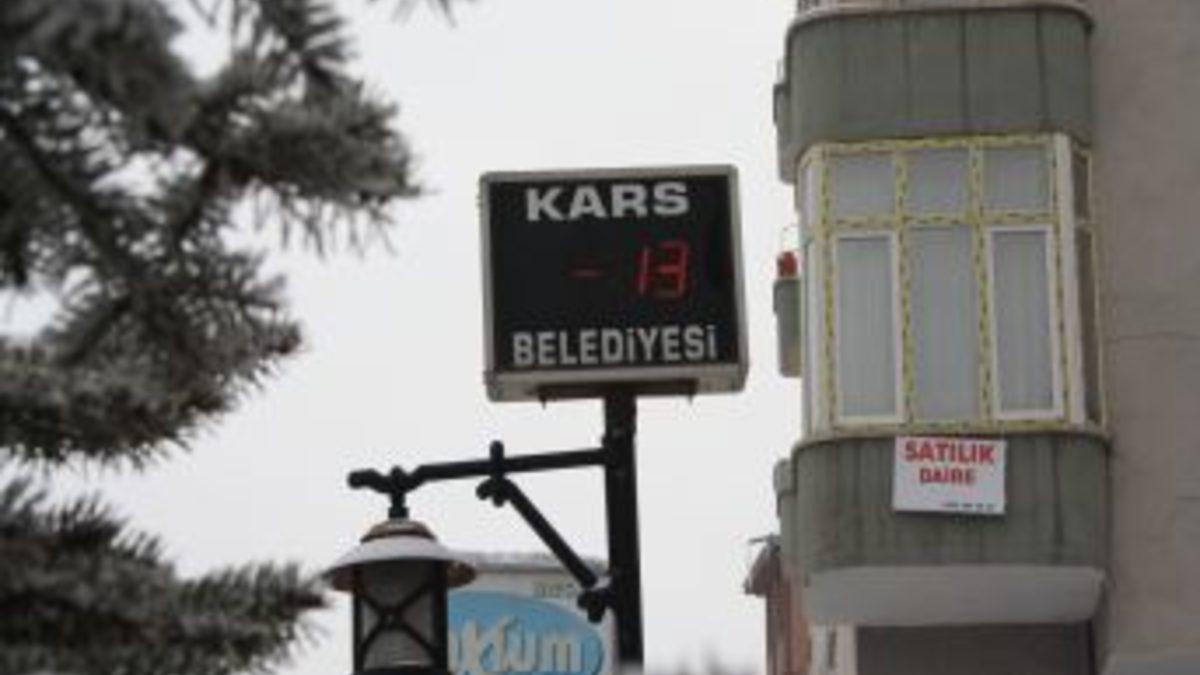 KARS
- 13
BELEDİYESİ
SATILIK
DAİRE